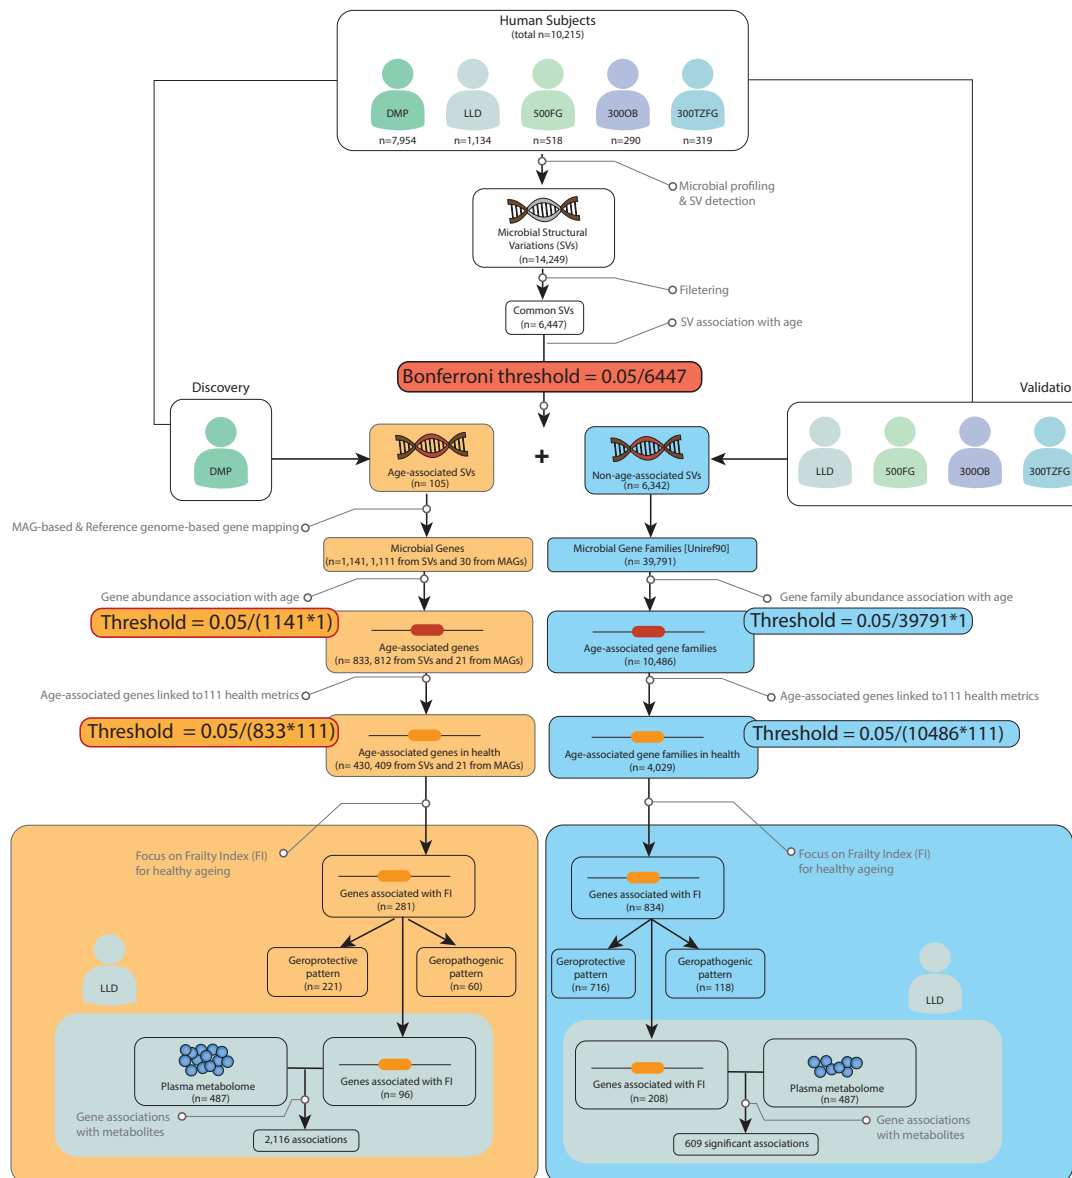 Human Subjects
(total n=10,215)
DMP
LLD
500FG
300OB
300TZFG
n=7,954
n=1,134
n=518
n=290
n=319
Microbial profiling
& SV detection
Microbial Structural
Variations (SVs)
(n=14,249)
Filetering
Common SVs
(n= 6,447)
SV association with age
Bonferroni threshold = 0.05/6447
Discovery
Validation
DMP
LLD
500FG
300OB
300TZFG
Age-associated SVs
(n= 105)
+
Non-age-associated SVs
(n= 6,342)
MAG-based & Reference genome-based gene mapping
Microbial Genes
(n=1,141, 1,111 from SVs and 30 from MAGs)
Microbial Gene Families [Uniref90]
(n= 39,791)
Gene abundance association with age
Gene family abundance association with age
Threshold = 0.05/(1141*1)
Threshold = 0.05/39791*1
Age-associated genes
(n= 833, 812 from SVs and 21 from MAGs)
Age-associated gene families
(n= 10,486)
Age-associated genes linked to111 health metrics
Age-associated genes linked to111 health metrics
Threshold = 0.05/(833*111)
Threshold = 0.05/(10486*111)
Age-associated genes in health
(n= 430, 409 from SVs and 21 from MAGs)
Age-associated gene families in health
(n= 4,029)
Focus on Frailty Index (FI)
for healthy ageing
Focus on Frailty Index (FI)
for healthy ageing
Genes associated with FI
(n= 281)
Genes associated with FI
(n= 834)
Geroprotective
pattern
(n= 221)
Geropathogenic
pattern
(n= 60)
Geroprotective
pattern
(n= 716)
Geropathogenic
pattern
(n= 118)
LLD
LLD
Plasma metabolome
(n= 487)
Genes associated with FI
(n= 96)
Genes associated with FI
(n= 208)
Plasma metabolome
(n= 487)
Gene associations
with metabolites
Gene associations
with metabolites
2,116 associations
609 significant associations